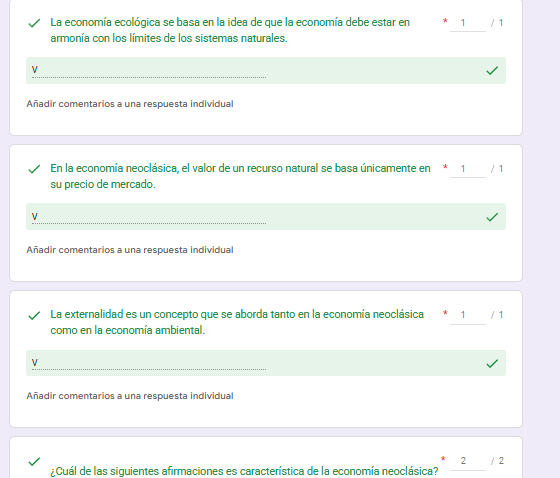 La economía ecológica se basa en la idea de que la economía debe estar en * 1 / 1
armonía con los límites de los sistemas naturales.
V
Añadir comentarios a una respuesta individual
En la economía neoclásica, el valor de un recurso natural se basa únicamente en * 1 / 1
su precio de mercado.
V
Añadir comentarios a una respuesta individual
La externalidad es un concepto que se aborda tanto en la economía neoclásica * 1 / 1
como en la economía ambiental.
V
Añadir comentarios a una respuesta individual
* 2 / 2
¿Cuál de las siguientes afirmaciones es característica de la economía neoclásica?